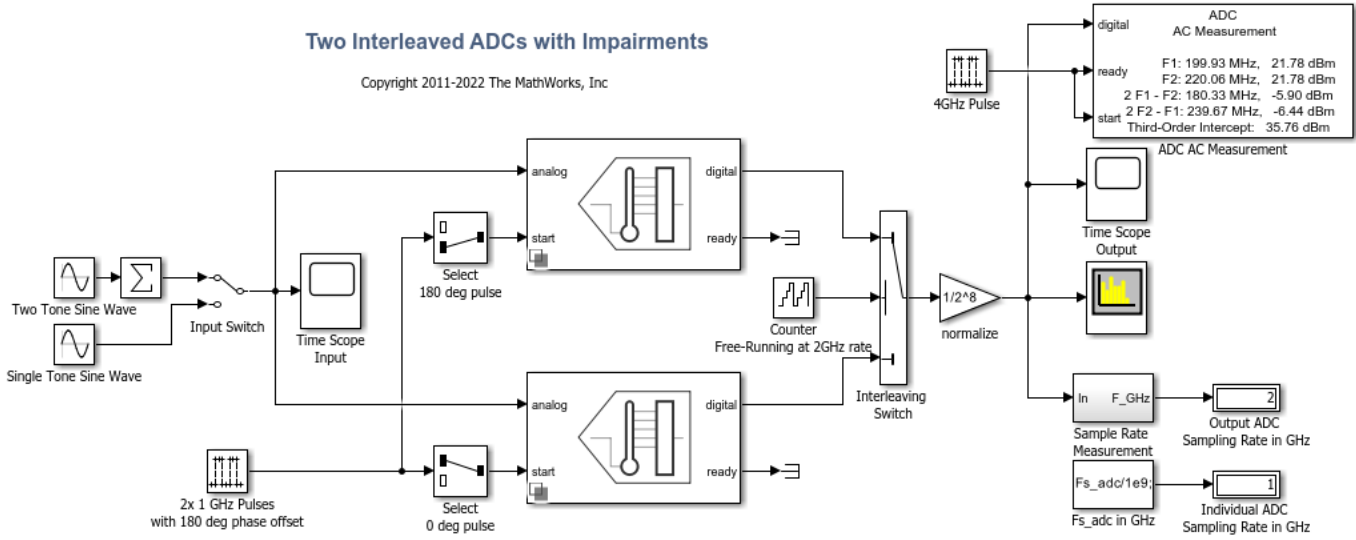 Two Interleaved ADCs with Impairments
Copyright 2011-2022 The MathWorks, Inc
ADC
AC Measurement
digital
ready
start
F1: 199.93 MHz, 21.78 dBm
F2: 220.06 MHz, 21.78 dBm
2 F1 - F2: 180.33 MHz, -5.90 dBm
2 F2 - F1: 239.67 MHz, -6.44 dBm
Third-Order Intercept: 35.76 dBm
ADC AC Measurement
4GHz Pulse
analog
start
digital
ready
Select
180 deg pulse
Time Scope
Output
Two Tone Sine Wave
Input Switch
Time Scope
Input
Single Tone Sine Wave
Counter
Free-Running at 2GHz rate
1/2^8
normalize
Interleaving
Switch
analog
start
digital
ready
In F_GHz
Sample Rate
Measurement
2
Output ADC
Sampling Rate in GHz
2x 1 GHz Pulses
with 180 deg phase offset
Select
0 deg pulse
Fs_adc/1e9;
Fs_adc in GHz
1
Individual ADC
Sampling Rate in GHz